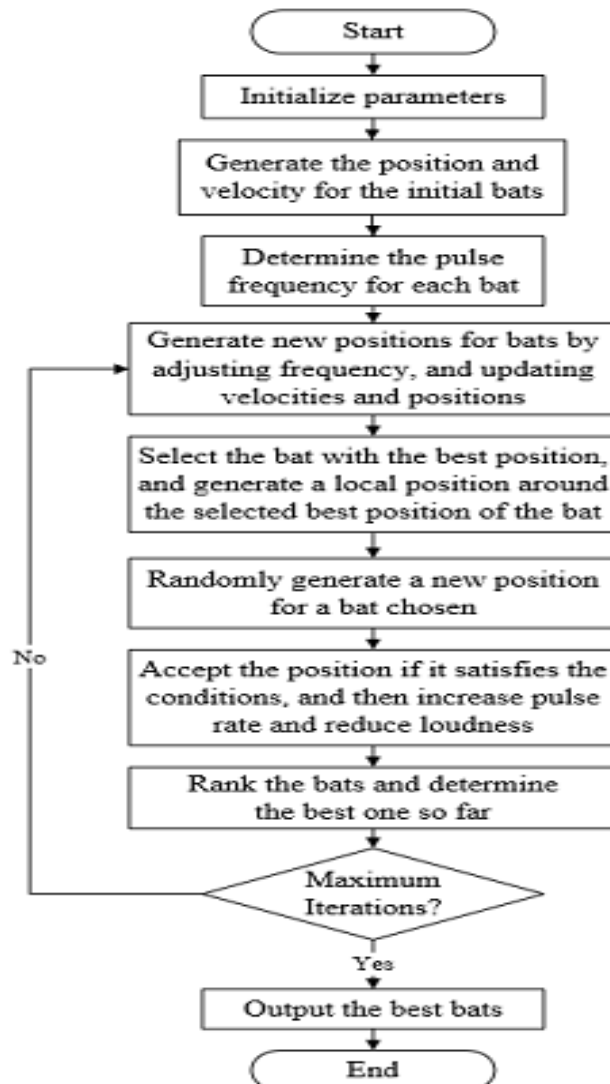 Start
Initialize parameters
Generate the position and
velocity for the initial bats
Determine the pulse
frequency for each bat
Generate new positions for bats by
adjusting frequency, and updating
velocities and positions
Select the bat with the best position,
and generate a local position around
the selected best position of the bat
Randomly generate a new position
for a bat chosen
No
Accept the position if it satisfies the
conditions, and then increase pulse
rate and reduce loudness
Rank the bats and determine
the best one so far
Maximum
Iterations?
Yes
Output the best bats
End